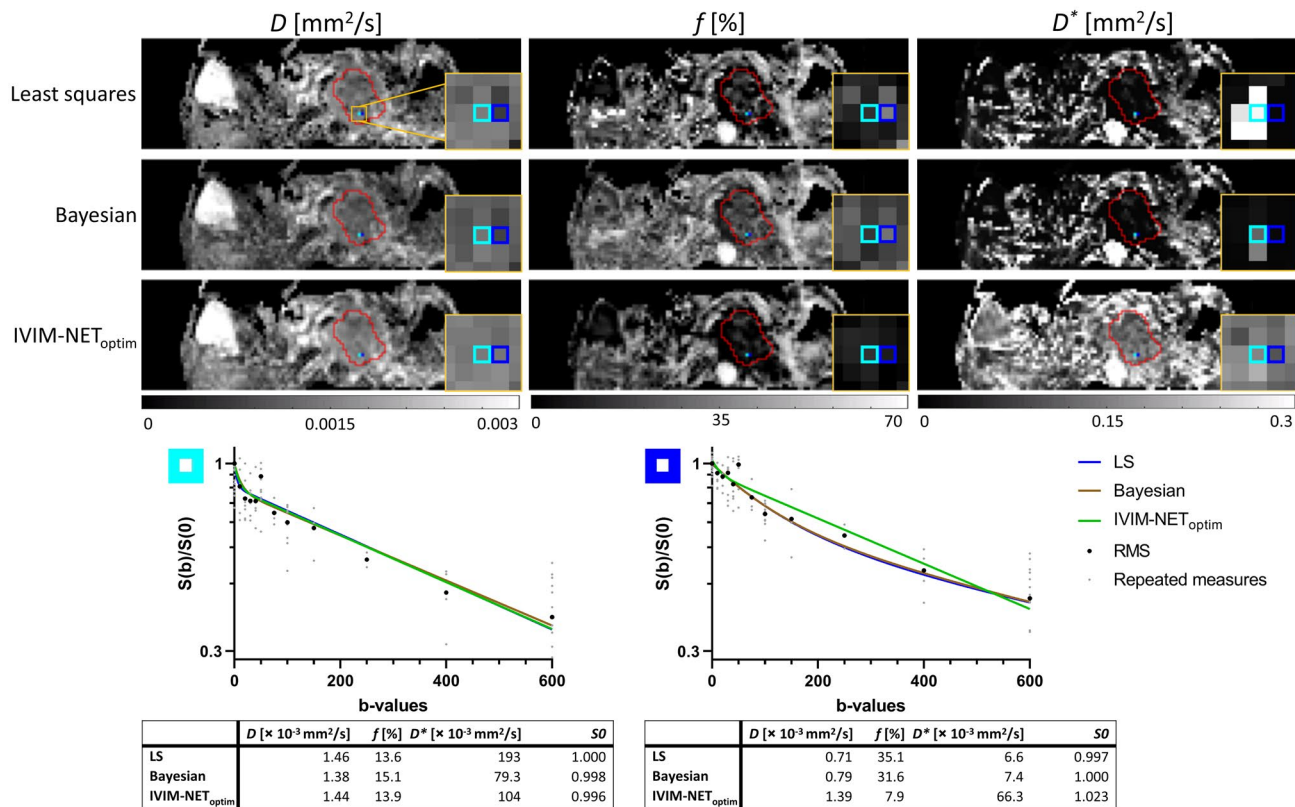 D [mm²/s] f [%] D* [mm²/s]
Least squares
Bayesian
IVIM-NEToptim
0 0.0015 0.003 0 35 70 0 0.15 0.3
1 1
S(b)/S(0) S(b)/S(0)
0.3 0.3
0 200 400 600 0 200 400 600
b-values b-values
LS
Bayesian
IVIM-NEToptim
RMS
Repeated measures
D [× 10-3 mm²/s] f [%] D* [× 10-3 mm²/s] S0
LS 1.46 13.6 193 1.000
Bayesian 1.38 15.1 79.3 0.998
IVIM-NEToptim 1.44 13.9 104 0.996
D [× 10-3 mm²/s] f [%] D* [× 10-3 mm²/s] S0
LS 0.71 35.1 6.6 0.997
Bayesian 0.79 31.6 7.4 1.000
IVIM-NEToptim 1.39 7.9 66.3 1.023